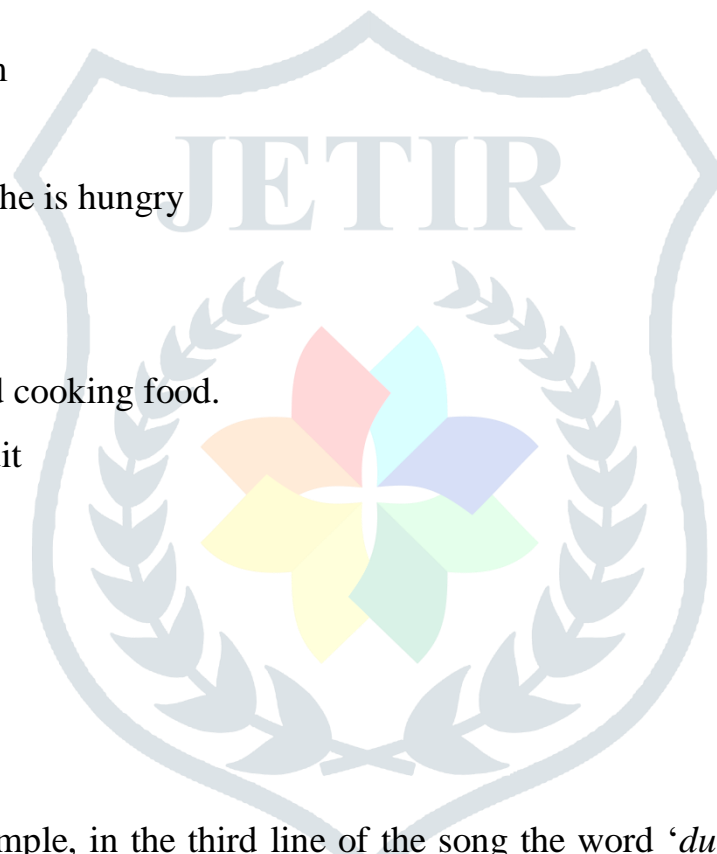 n
JETIR
he is hungry
d cooking food.
it
mple, in the third line of the song the word ‘du